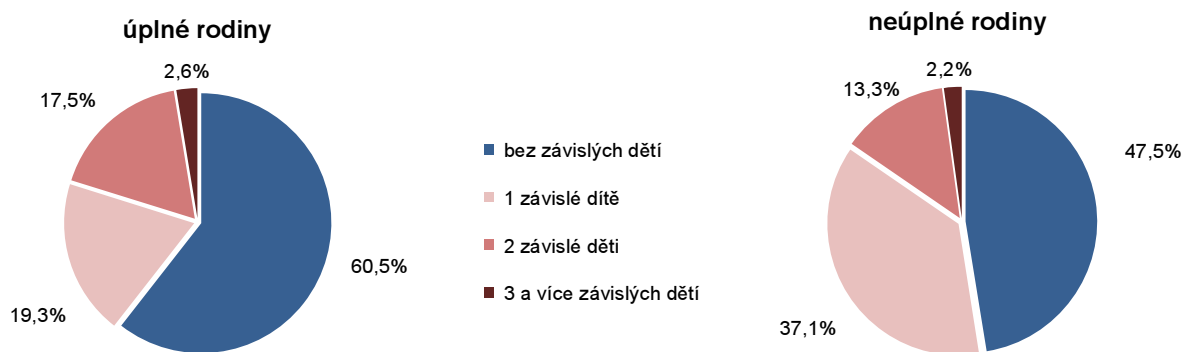 úplné rodiny
2,6%
17,5%
19,3%
60,5%
bez závislých dětí
1 závislé dítě
2 závislé děti
3 a více závislých dětí
neúplné rodiny
2,2%
13,3%
47,5%
37,1%